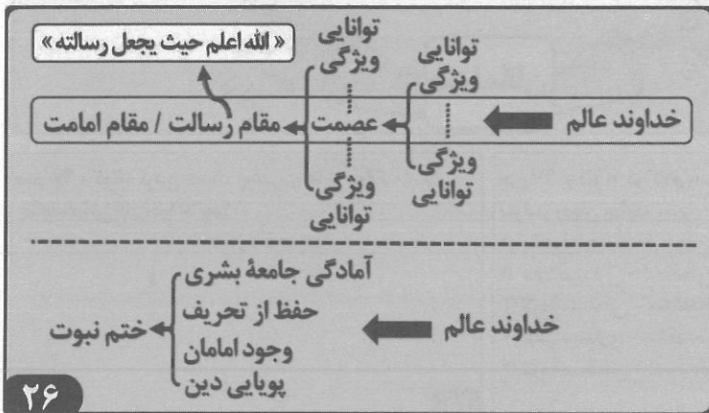 « الله اعلم حیث یجعل رسالته»
توانایی
ویژگی
توانایی
ویژگی
خداوند عالم
عصمت
مقام رسالت / مقام امامت
ویژگی
توانایی
ویژگی
توانایی
خداوند عالم
آمادگی جامعهٔ بشری
حفظ از تحریف
وجود امامان
پویایی دین
ختم نبوت
۲۶